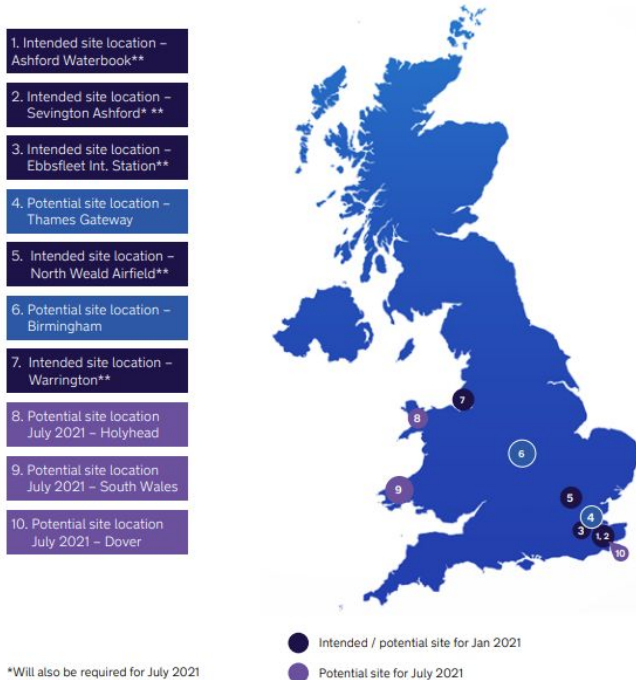 1. Intended site location –
Ashford Waterbook**
2. Intended site location –
Sevington Ashford* **
3. Intended site location –
Ebbsfleet Int. Station**
4. Potential site location –
Thames Gateway
5. Intended site location –
North Weald Airfield**
6. Potential site location –
Birmingham
7. Intended site location –
Warrington**
8. Potential site location
July 2021 – Holyhead
9. Potential site location
July 2021 – South Wales
10. Potential site location
July 2021 – Dover
7
8
6
9
5
4
3
1, 2
10
Intended / potential site for Jan 2021
Potential site for July 2021
*Will also be required for July 2021